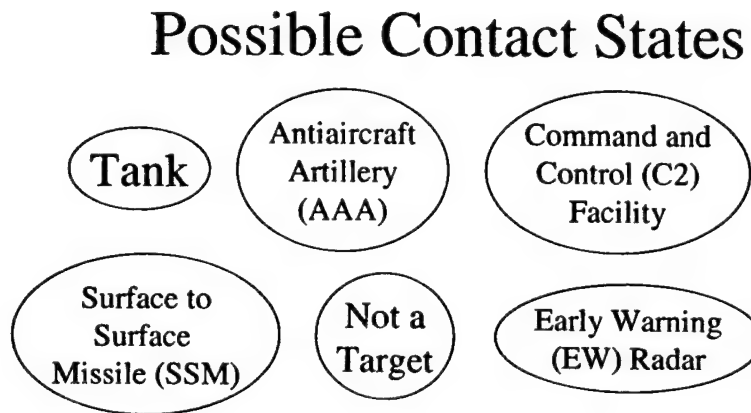 Possible Contact States
Tank
Antiaircraft
Artillery
(AAA)
Command and
Control (C2)
Facility
Surface to
Surface
Missile (SSM)
Not a
Target
Early Warning
(EW) Radar